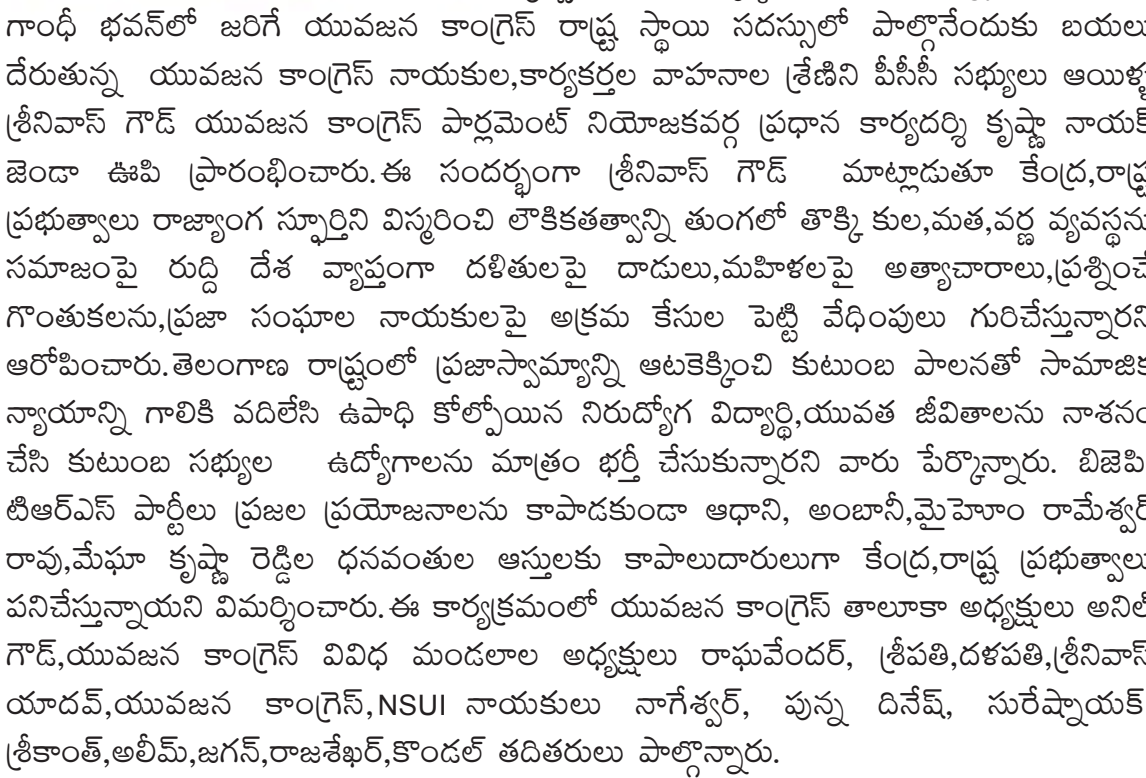 గాంధీ భవన్‌లో జరిగే యువజన కాంగ్రెస్ రాష్ట్ర స్థాయి సదస్సులో పాల్గొనేందుకు బయలు
దేరుతున్న యువజన కాంగ్రెస్ నాయకుల,కార్యకర్తల వాహనాల శ్రేణిని పీసీసీ సభ్యులు ఆయిళ్ళ
శ్రీనివాస్ గౌడ్ యువజన కాంగ్రెస్ పార్లమెంట్ నియోజకవర్గ ప్రధాన కార్యదర్శి కృష్ణా నాయక్
జెండా ఊపి ప్రారంభించారు.ఈ సందర్భంగా శ్రీనివాస్ గౌడ్ మాట్లాడుతూ కేంద్ర,రాష్ట్ర
ప్రభుత్వాలు రాజ్యాంగ స్ఫూర్తిని విస్మరించి లౌకికతత్వాన్ని తుంగలో తొక్కి కుల,మత,వర్ణ వ్యవస్థను
సమాజంపై రుద్ది దేశ వ్యాప్తంగా దళితులపై దాడులు,మహిళలపై అత్యాచారాలు,ప్రశ్నించే
గొంతుకలను,ప్రజా సంఘాల నాయకులపై అక్రమ కేసుల పెట్టి వేధింపులు గురిచేస్తున్నారని
ఆరోపించారు.తెలంగాణ రాష్ట్రంలో ప్రజాస్వామ్యాన్ని ఆటకెక్కించి కుటుంబ పాలనతో సామాజిక
న్యాయాన్ని గాలికి వదిలేసి ఉపాధి కోల్పోయిన నిరుద్యోగ విద్యార్థి,యువత జీవితాలను నాశనం
చేసి కుటుంబ సభ్యుల ఉద్యోగాలను మాత్రం భర్తీ చేసుకున్నారని వారు పేర్కొన్నారు. బిజెపి
టిఆర్ఎస్ పార్టీలు ప్రజల ప్రయోజనాలను కాపాడకుండా ఆధాని, అంబానీ,మైహెూం రామేశ్వర్
రావు,మేఘా కృష్ణా రెడ్డిల ధనవంతుల ఆస్తులకు కాపాలుదారులుగా కేంద్ర,రాష్ట్ర ప్రభుత్వాలు
పనిచేస్తున్నాయని విమర్శించారు.ఈ కార్యక్రమంలో యువజన కాంగ్రెస్ తాలూకా అధ్యక్షులు అనిల్
గౌడ్,యువజన కాంగ్రెస్ వివిధ మండలాల అధ్యక్షులు రాఘవేందర్, శ్రీపతి,దళపతి,శ్రీనివాస్
యాదవ్,యువజన కాంగ్రెస్,NSUI నాయకులు నాగేశ్వర్, పున్న దినేష్, సురేష్నాయక్
శ్రీకాంత్,అలీమ్,జగన్,రాజశేఖర్,కొండల్ తదితరులు పాల్గొన్నారు.